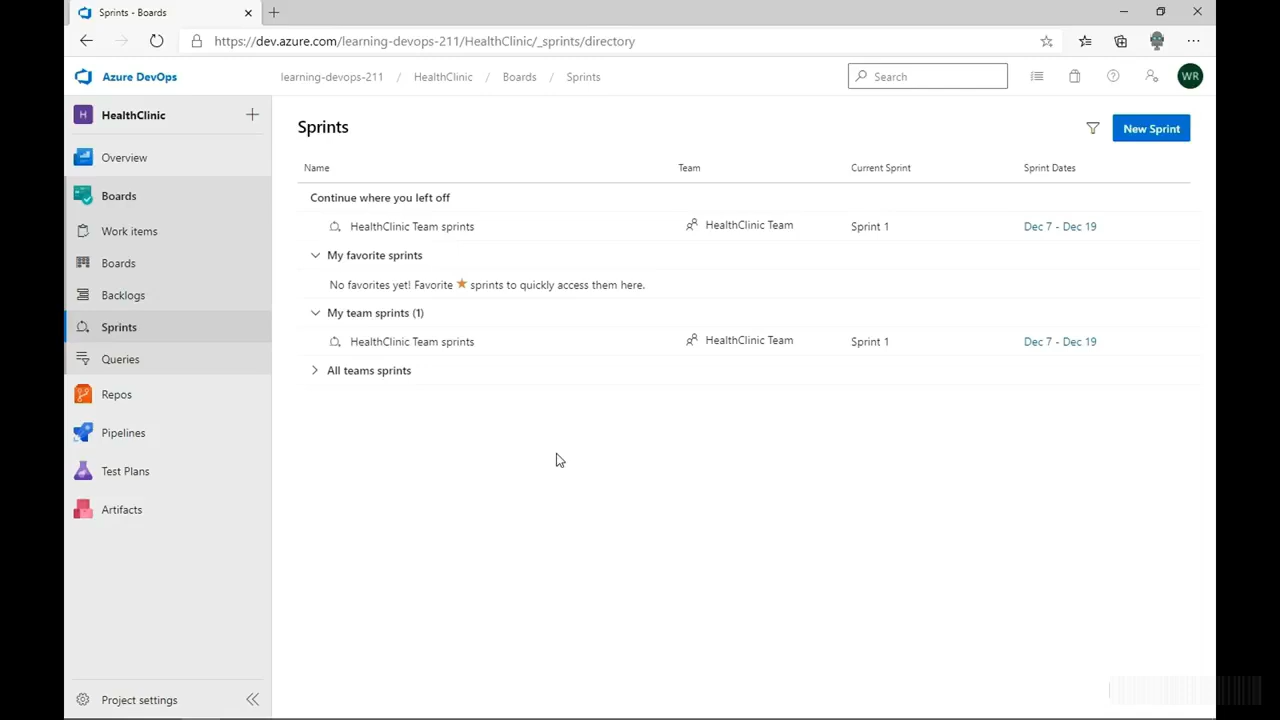 Sprints - Boards
https://dev.azure.com/learning-devops-211/HealthClinic/_sprints/directory
Azure DevOps
learning-devops-211 / HealthClinic / Boards / Sprints
Search
WR
H HealthClinic
Overview
Boards
Work items
Boards
Backlogs
Sprints
Queries
Repos
Pipelines
Test Plans
Artifacts
Project settings
Sprints
New Sprint
Name Team Current Sprint Sprint Dates
Continue where you left off
HealthClinic Team sprints HealthClinic Team Sprint 1 Dec 7 - Dec 19
My favorite sprints
No favorites yet! Favorite ★ sprints to quickly access them here.
My team sprints (1)
HealthClinic Team sprints HealthClinic Team Sprint 1 Dec 7 - Dec 19
All teams sprints